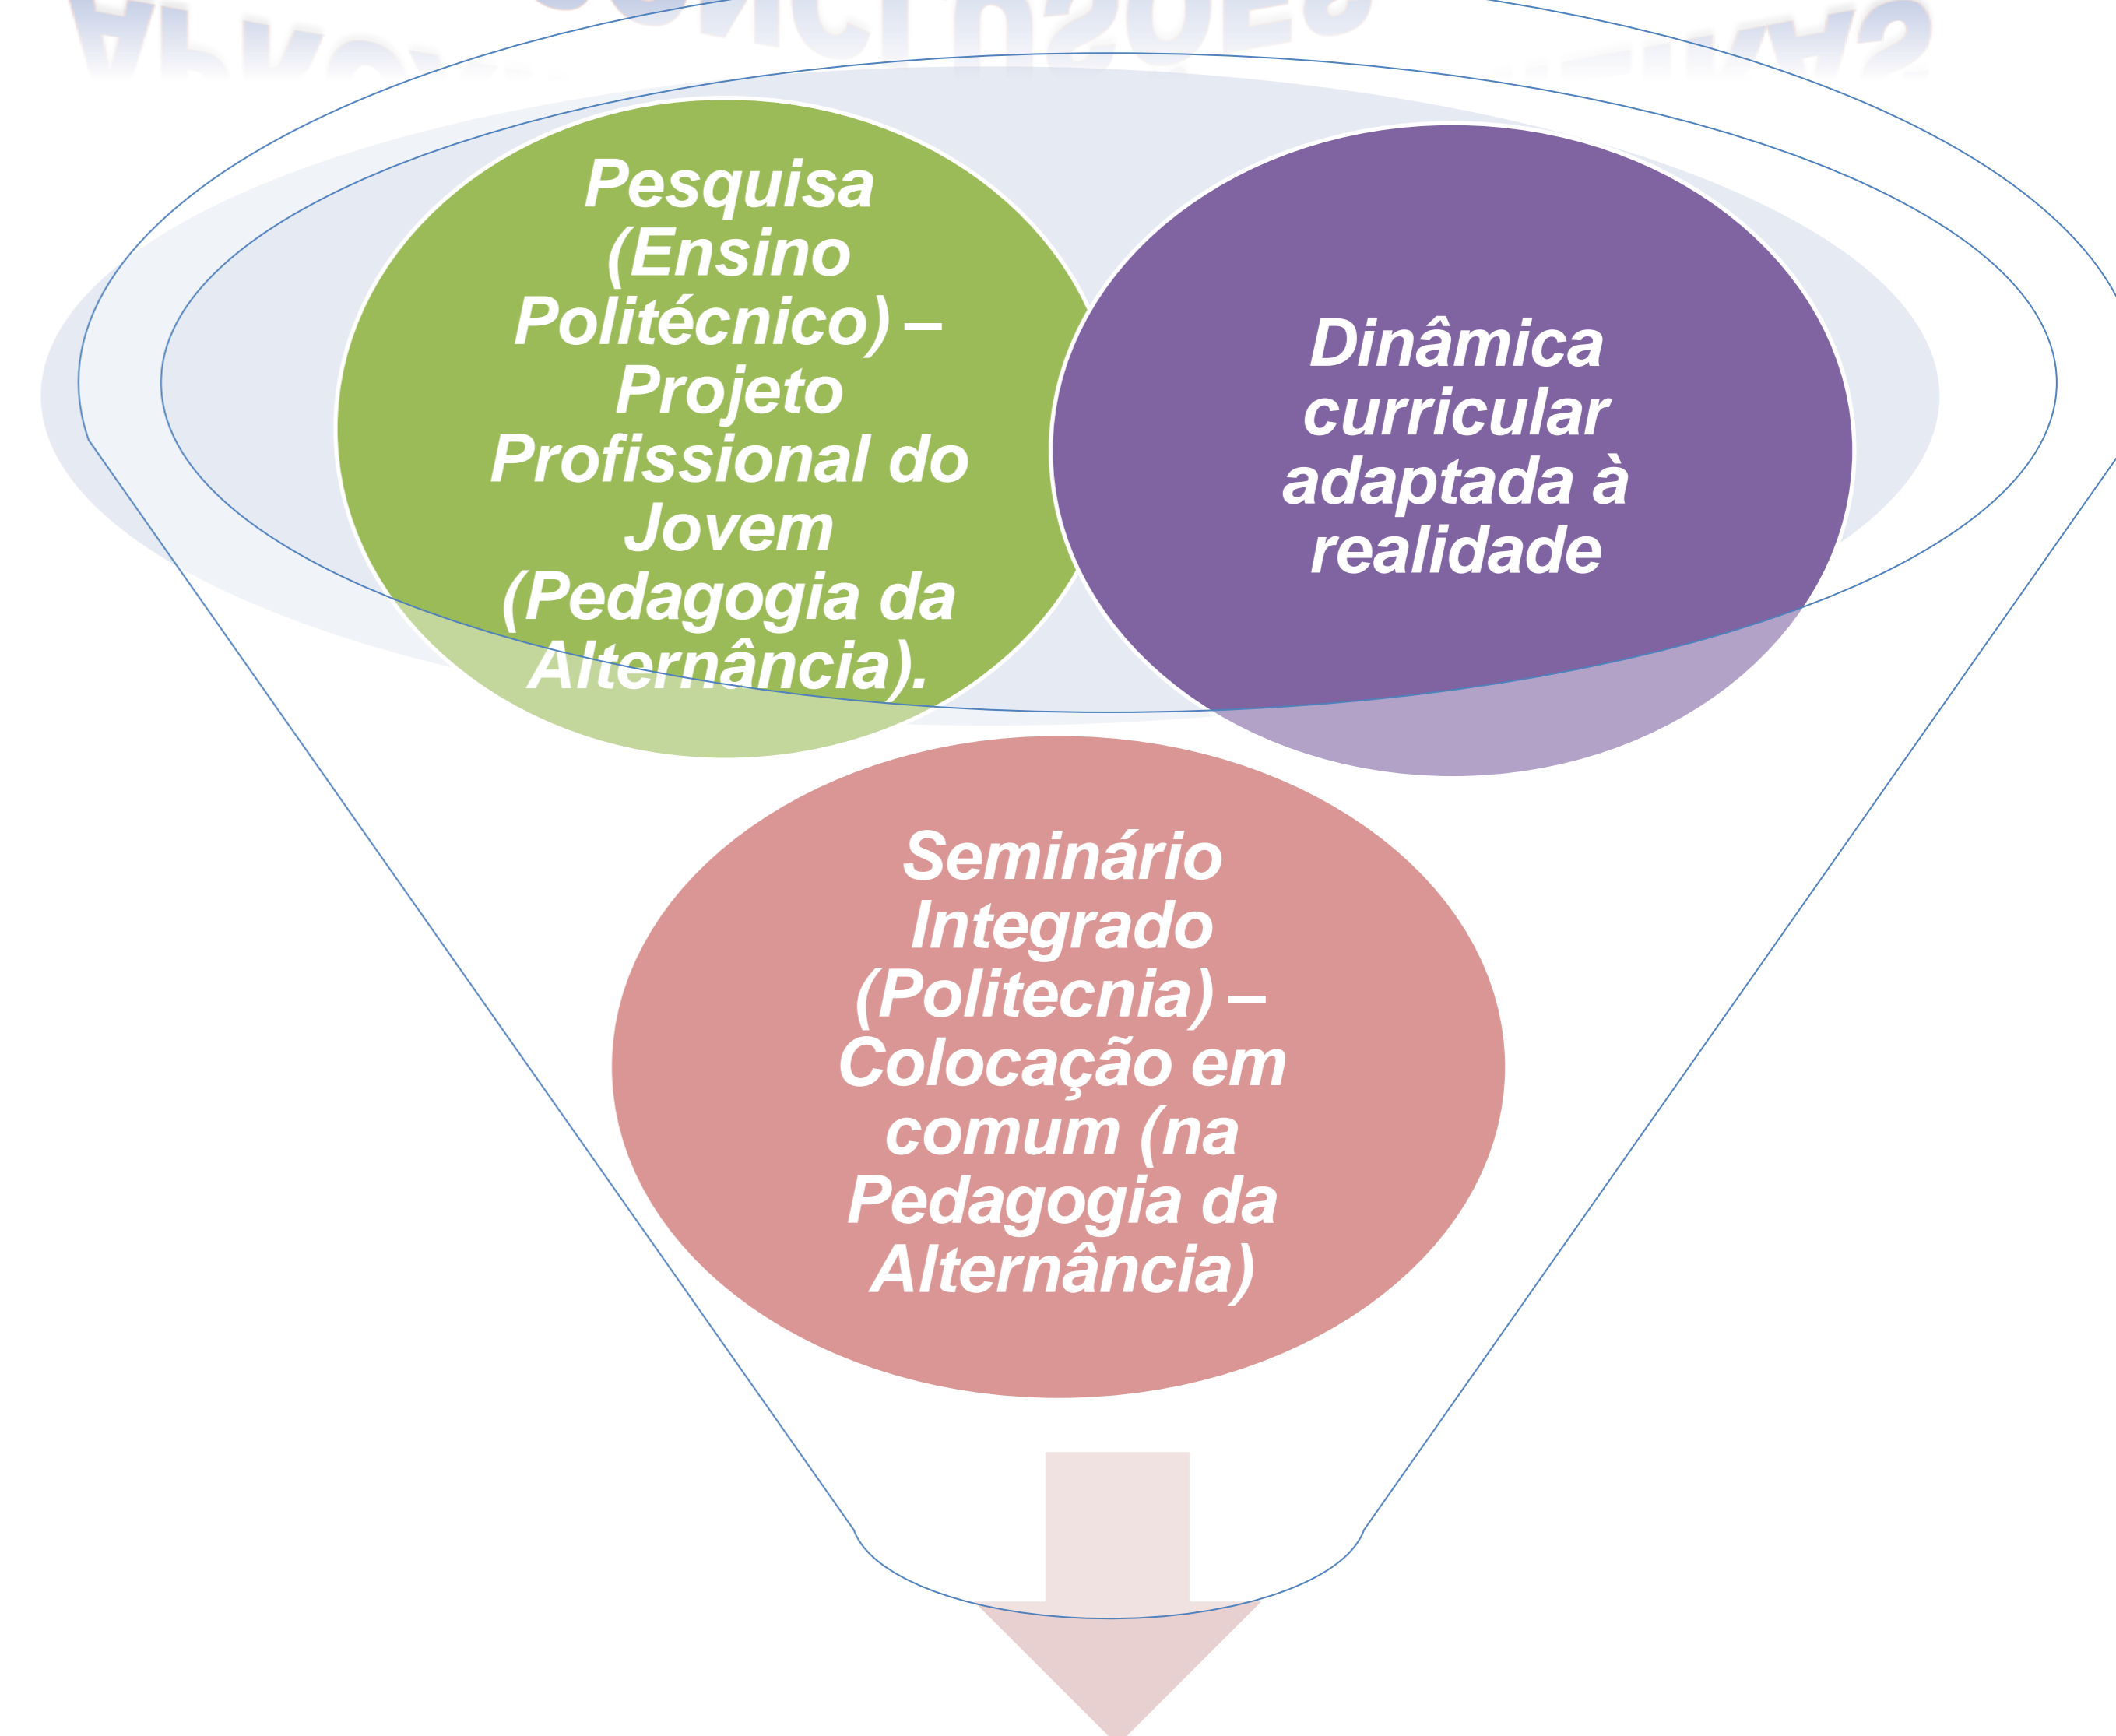 Pesquisa
(Ensino
Politécnico) –
Projeto
Profissional do
Jovem
(Pedagogia da
Alternância).
Dinâmica
curricular
adaptada à
realidade
Seminário
Integrado
(Politecnia) –
Colocação em
comum (na
Pedagogia da
Alternância)